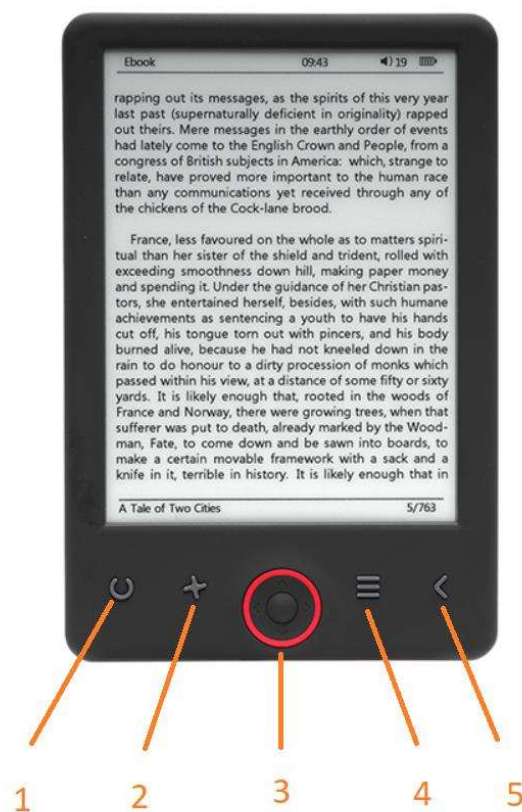 Ebook 09:43 19
rapping out its messages, as the spirits of this very year
last past (supernaturally deficient in originality) rapped
out theirs. Mere messages in the earthly order of events
had lately come to the English Crown and People, from a
congress of British subjects in America: which, strange to
relate, have proved more important to the human race
than any communications yet received through any of
the chickens of the Cock-lane brood.
France, less favoured on the whole as to matters spiri-
tual than her sister of the shield and trident, rolled with
exceeding smoothness down hill, making paper money
and spending it. Under the guidance of her Christian pas-
tors, she entertained herself, besides, with such humane
achievements as sentencing a youth to have his hands
cut off, his tongue torn out with pincers, and his body
burned alive, because he had not kneeled down in the
rain to do honour to a dirty procession of monks which
passed within his view, at a distance of some fifty or sixty
yards. It is likely enough that, rooted in the woods of
France and Norway, there were growing trees, when that
sufferer was put to death, already marked by the Wood-
man, Fate, to come down and be sawn into boards, to
make a certain movable framework with a sack and a
knife in it, terrible in history. It is likely enough that in
A Tale of Two Cities 5/763
1 2 3 4 5